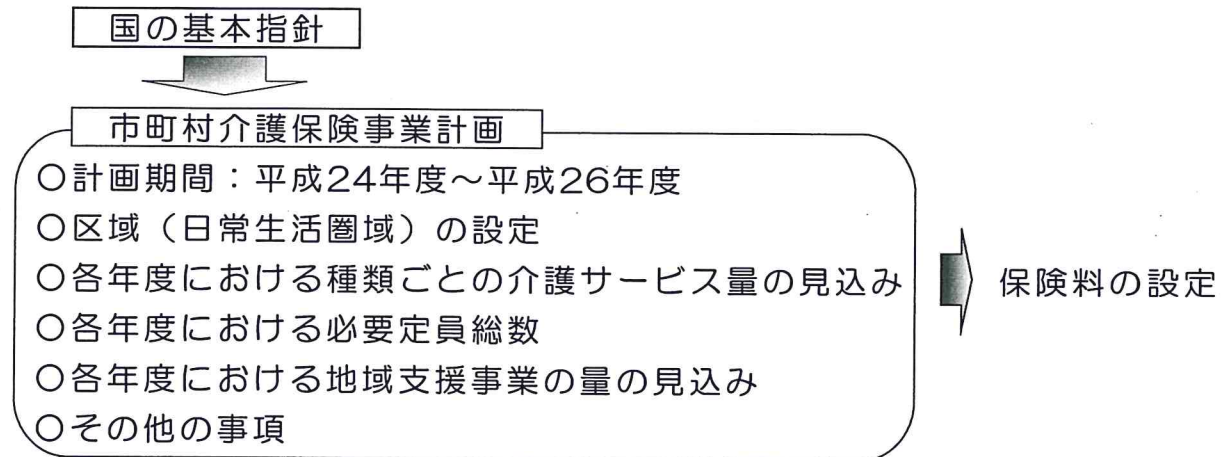 国の基本指針
市町村介護保険事業計画
○計画期間：平成24年度～平成26年度
○区域（日常生活圏域）の設定
○各年度における種類ごとの介護サービス量の見込み
○各年度における必要定員総数
○各年度における地域支援事業の量の見込み
○その他の事項
保険料の設定